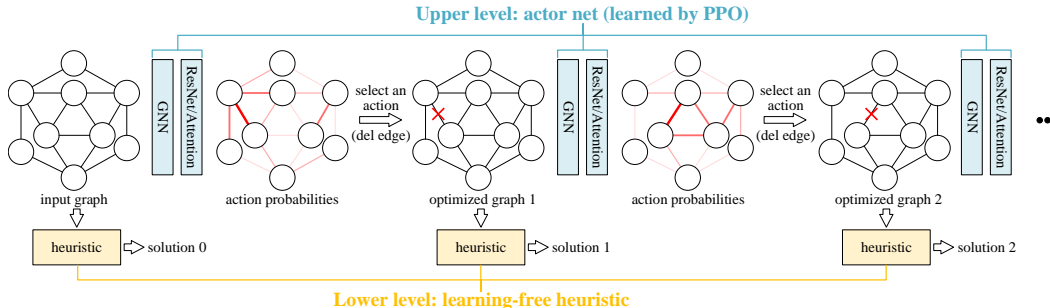 Upper level: actor net (learned by PPO)
GNN
ResNet/Attention
select an
action
(del edge)
GNN
ResNet/Attention
select an
action
(del edge)
GNN
ResNet/Attention
input graph
action probabilities
optimized graph 1
action probabilities
optimized graph 2
heuristic
solution 0
heuristic
solution 1
heuristic
solution 2
Lower level: learning-free heuristic